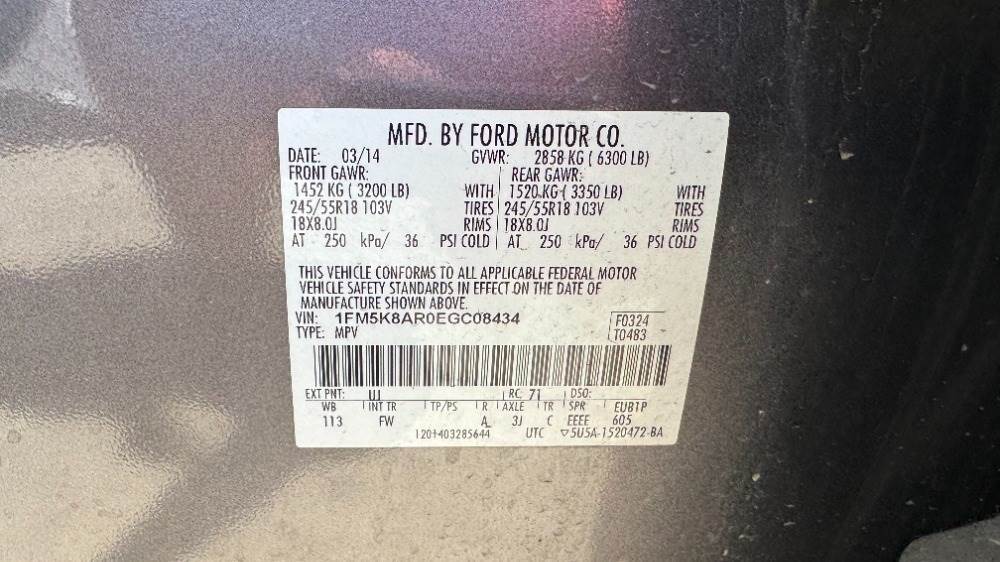 MFD. BY FORD MOTOR CO.
DATE: 03/14 GVWR: 2858 KG ( 6300 LB)
FRONT GAWR: REAR GAWR:
1452 KG ( 3200 LB) WITH 1520 KG ( 3350 LB) WITH
245/55R18 103V TIRES 245/55R18 103V TIRES
18X8.0J RIMS 18X8.0J RIMS
AT 250 kPa/ 36 PSI COLD AT 250 kPa/ 36 PSI COLD
THIS VEHICLE CONFORMS TO ALL APPLICABLE FEDERAL MOTOR
VEHICLE SAFETY STANDARDS IN EFFECT ON THE DATE OF
MANUFACTURE SHOWN ABOVE.
VIN: 1FM5K8AR0EGC08434 F0324
TYPE: MPV T0483
EXT PNT: UJ RC: 71 DSO:
WB INT TR TP/PS R AXLE TR SPR EUB1P
113 FW A 3J C EEEE 605
1201403285644 UTC ▽5U5A-1520472-BA